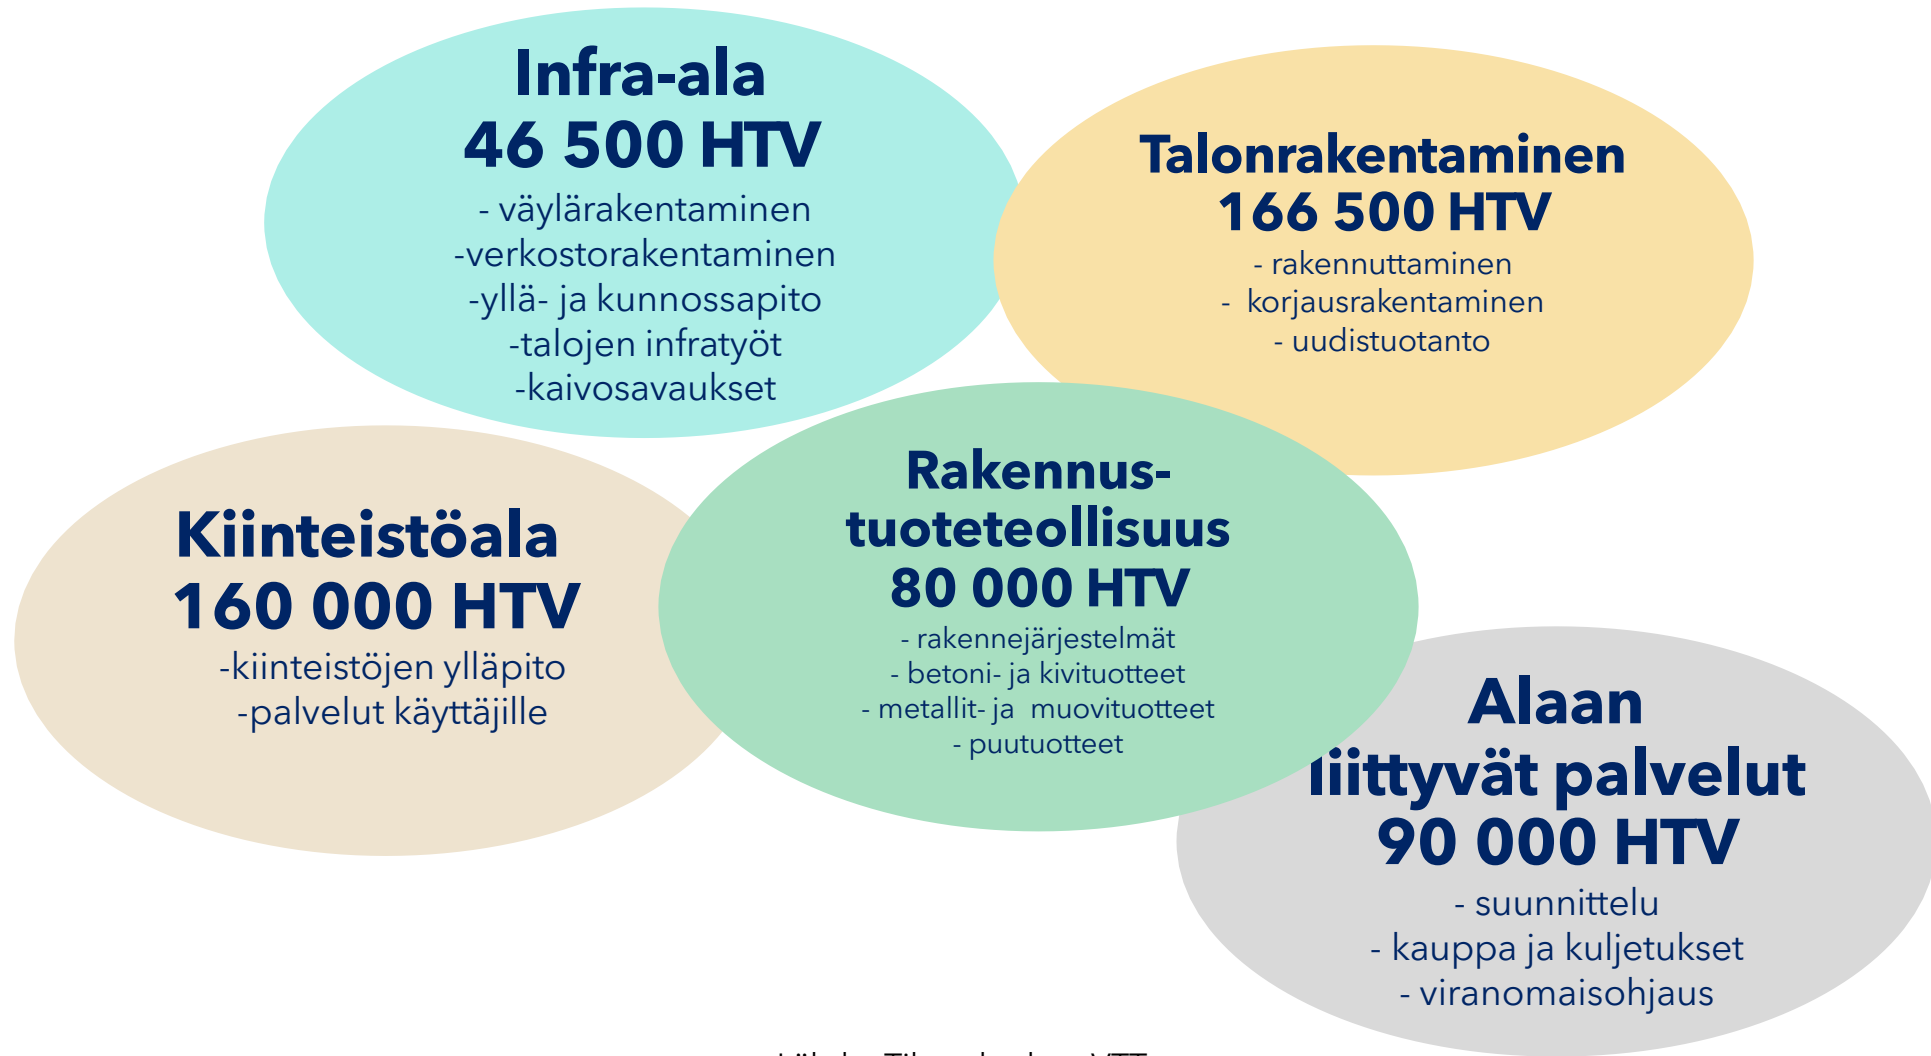 Infra-ala
46 500 HTV
- väylärakentaminen
-verkostorakentaminen
-yllä- ja kunnossapito
-talojen infratyöt
-kaivosavaukset
Talonrakentaminen
166 500 HTV
- rakennuttaminen
- korjausrakentaminen
- uudistuotanto
Kiinteistöala
160 000 HTV
-kiinteistöjen ylläpito
-palvelut käyttäjille
Rakennus-
tuoteteollisuus
80 000 HTV
- rakennejärjestelmät
- betoni- ja kivituotteet
- metallit- ja muovituotteet
- puutuotteet
Alaan
liittyvät palvelut
90 000 HTV
- suunnittelu
- kauppa ja kuljetukset
- viranomaisohjaus
VTT